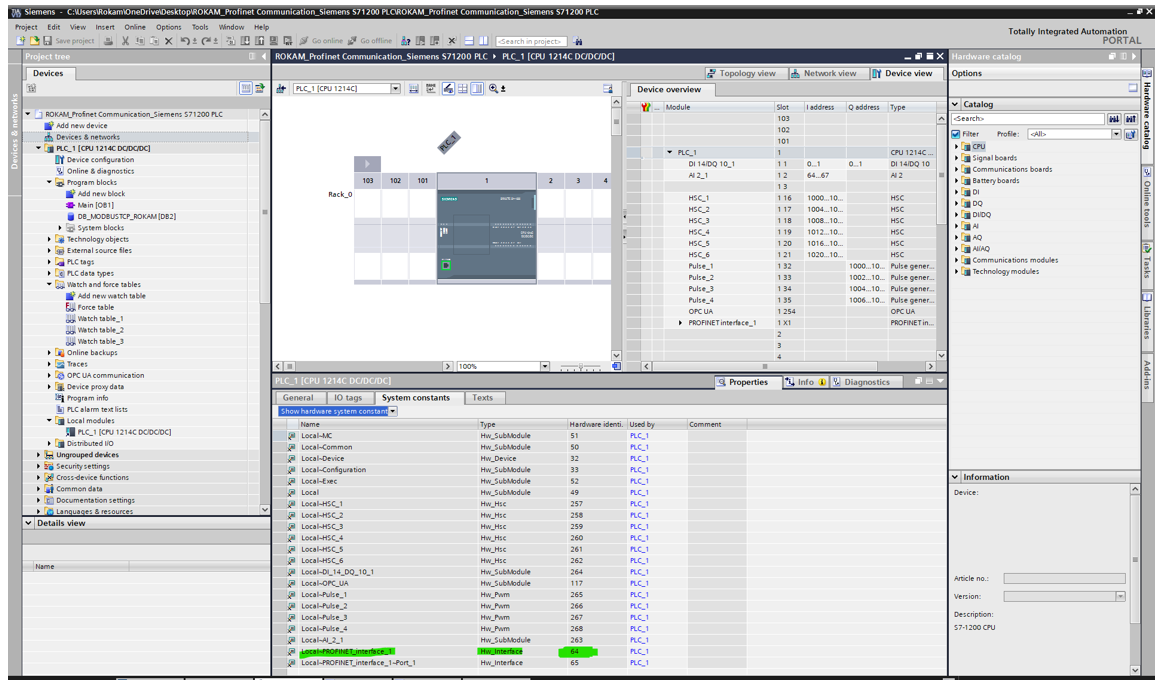 Siemens - C:\Users\Rokam\OneDrive\Desktop\ROKAM_Profinet Communication_Siemens S71200 PLC\ROKAM_Profinet Communication_Siemens S71200 PLC
Project Edit View Insert Online Options Tools Window Help
Totally Integrated Automation
PORTAL
Save project
Go online
Go offline
<Search in project>
Project tree
Devices
Devices & networks
ROKAM_Profinet Communication_Siemens S71200 PLC
Add new device
Devices & networks
PLC_1 [CPU 1214C DC/DC/DC]
Device configuration
Online & diagnostics
Program blocks
Add new block
Main [OB1]
DB_MODBUSTCP_ROKAM [DB2]
System blocks
Technology objects
External source files
PLC tags
PLC data types
Watch and force tables
Add new watch table
Force table
Watch table_1
Watch table_2
Watch table_3
Online backups
Traces
OPC UA communication
Device proxy data
Program info
PLC alarm text lists
Local modules
PLC_1 [CPU 1214C DC/DC/DC]
Distributed I/O
Ungrouped devices
Security settings
Cross-device functions
Common data
Documentation settings
Languages & resources
Details view
Name
ROKAM_Profinet Communication_Siemens S71200 PLC
PLC_1 [CPU 1214C DC/DC/DC]
Topology view
Network view
Device view
PLC_1 [CPU 1214C]
PLC_1
103 102 101 1 2 3 4
Rack_0
SIEMENS
100%
Device overview
... Module Slot I address Q address Type
103
102
101
PLC_1 1 CPU 1214C ...
DI 14/DQ 10_1 1 1 0...1 0...1 DI 14/DQ 10
AI 2_1 1 2 64...67 AI 2
1 3
HSC_1 1 16 1000...10... HSC
HSC_2 1 17 1004...10... HSC
HSC_3 1 18 1008...10... HSC
HSC_4 1 19 1012...10... HSC
HSC_5 1 20 1016...10... HSC
HSC_6 1 21 1020...10... HSC
Pulse_1 1 32 1000...10... Pulse gener...
Pulse_2 1 33 1002...10... Pulse gener...
Pulse_3 1 34 1004...10... Pulse gener...
Pulse_4 1 35 1006...10... Pulse gener...
OPC UA 1 254 OPC UA
PROFINET interface_1 1 X1 PROFINET in...
2
3
4
PLC_1 [CPU 1214C DC/DC/DC]
Properties
Info
Diagnostics
General IO tags System constants Texts
Show hardware system constant
Name Type Hardware identi. Used by Comment
Local~MC Hw_SubModule 51 PLC_1
Local~Common Hw_SubModule 50 PLC_1
Local~Device Hw_Device 32 PLC_1
Local~Configuration Hw_SubModule 33 PLC_1
Local~Exec Hw_SubModule 52 PLC_1
Local Hw_SubModule 49 PLC_1
Local~HSC_1 Hw_Hsc 257 PLC_1
Local~HSC_2 Hw_Hsc 258 PLC_1
Local~HSC_3 Hw_Hsc 259 PLC_1
Local~HSC_4 Hw_Hsc 260 PLC_1
Local~HSC_5 Hw_Hsc 261 PLC_1
Local~HSC_6 Hw_Hsc 262 PLC_1
Local~DI_14_DQ_10_1 Hw_SubModule 264 PLC_1
Local~OPC_UA Hw_SubModule 117 PLC_1
Local~Pulse_1 Hw_Pwm 265 PLC_1
Local~Pulse_2 Hw_Pwm 266 PLC_1
Local~Pulse_3 Hw_Pwm 267 PLC_1
Local~Pulse_4 Hw_Pwm 268 PLC_1
Local~AI_2_1 Hw_SubModule 263 PLC_1
Local~PROFINET_interface_1 Hw_Interface 64 PLC_1
Local~PROFINET_interface_1~Port_1 Hw_Interface 65 PLC_1
Hardware catalog
Options
Catalog
<Search>
Filter Profile: <All>
CPU
Signal boards
Communications boards
Battery boards
DI
DQ
DI/DQ
AI
AQ
AI/AQ
Communications modules
Technology modules
Information
Device:
Article no.:
Version:
Description:
S7-1200 CPU
Hardware catalog
Online tools
Tasks
Libraries
Add-ins